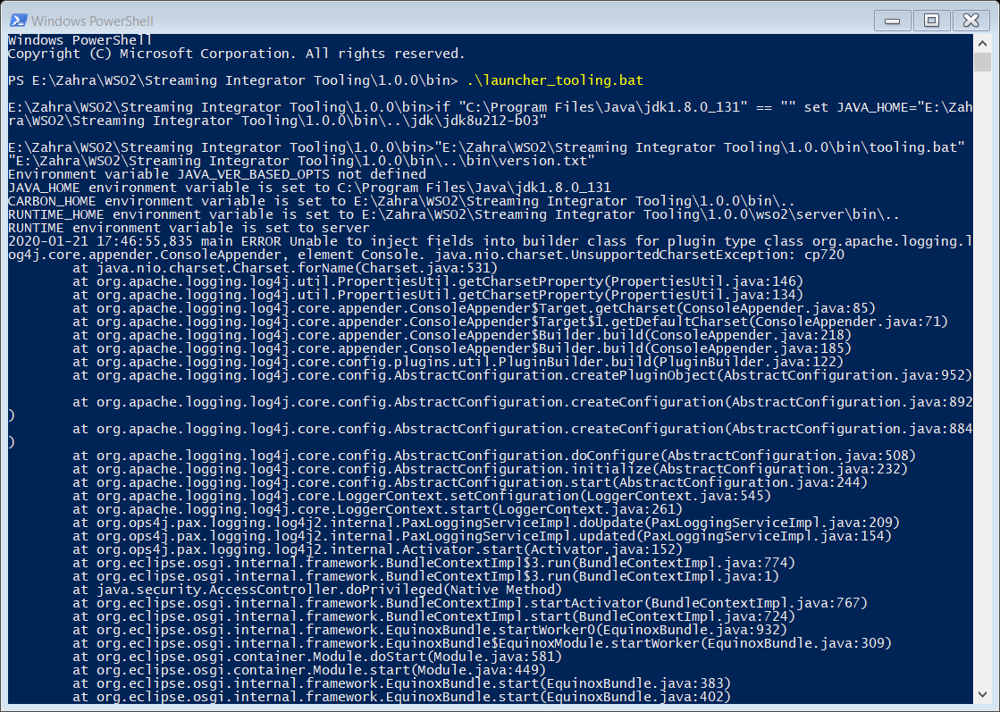 Windows PowerShell
Windows PowerShell
Copyright (C) Microsoft Corporation. All rights reserved.
PS E:\Zahra\WSO2\Streaming Integrator Tooling\1.0.0\bin> .\launcher_tooling.bat
E:\Zahra\WSO2\Streaming Integrator Tooling\1.0.0\bin>if "C:\Program Files\Java\jdk1.8.0_131" == "" set JAVA_HOME="E:\Zah
ra\WSO2\Streaming Integrator Tooling\1.0.0\bin\..\jdk\jdk8u212-b03"
E:\Zahra\WSO2\Streaming Integrator Tooling\1.0.0\bin>"E:\Zahra\WSO2\Streaming Integrator Tooling\1.0.0\bin\tooling.bat"
"E:\Zahra\WSO2\Streaming Integrator Tooling\1.0.0\bin\..\bin\version.txt"
Environment variable JAVA_VER_BASED_OPTS not defined
JAVA_HOME environment variable is set to C:\Program Files\Java\jdk1.8.0_131
CARBON_HOME environment variable is set to E:\Zahra\WSO2\Streaming Integrator Tooling\1.0.0\bin\..
RUNTIME_HOME environment variable is set to E:\Zahra\WSO2\Streaming Integrator Tooling\1.0.0\wso2\server\bin\..
RUNTIME environment variable is set to server
2020-01-21 17:46:55,835 main ERROR Unable to inject fields into builder class for plugin type class org.apache.logging.l
og4j.core.appender.ConsoleAppender, element Console. java.nio.charset.UnsupportedCharsetException: cp720
at java.nio.charset.Charset.forName(Charset.java:531)
at org.apache.logging.log4j.util.PropertiesUtil.getCharsetProperty(PropertiesUtil.java:146)
at org.apache.logging.log4j.util.PropertiesUtil.getCharsetProperty(PropertiesUtil.java:134)
at org.apache.logging.log4j.core.appender.ConsoleAppender$Target.getCharset(ConsoleAppender.java:85)
at org.apache.logging.log4j.core.appender.ConsoleAppender$Target$1.getDefaultCharset(ConsoleAppender.java:71)
at org.apache.logging.log4j.core.appender.ConsoleAppender$Builder.build(ConsoleAppender.java:218)
at org.apache.logging.log4j.core.appender.ConsoleAppender$Builder.build(ConsoleAppender.java:185)
at org.apache.logging.log4j.core.config.plugins.util.PluginBuilder.build(PluginBuilder.java:122)
at org.apache.logging.log4j.core.config.AbstractConfiguration.createPluginObject(AbstractConfiguration.java:952)
at org.apache.logging.log4j.core.config.AbstractConfiguration.createConfiguration(AbstractConfiguration.java:892
)
at org.apache.logging.log4j.core.config.AbstractConfiguration.createConfiguration(AbstractConfiguration.java:884
)
at org.apache.logging.log4j.core.config.AbstractConfiguration.doConfigure(AbstractConfiguration.java:508)
at org.apache.logging.log4j.core.config.AbstractConfiguration.initialize(AbstractConfiguration.java:232)
at org.apache.logging.log4j.core.config.AbstractConfiguration.start(AbstractConfiguration.java:244)
at org.apache.logging.log4j.core.LoggerContext.setConfiguration(LoggerContext.java:545)
at org.apache.logging.log4j.core.LoggerContext.start(LoggerContext.java:261)
at org.ops4j.pax.logging.log4j2.internal.PaxLoggingServiceImpl.doUpdate(PaxLoggingServiceImpl.java:209)
at org.ops4j.pax.logging.log4j2.internal.PaxLoggingServiceImpl.updated(PaxLoggingServiceImpl.java:154)
at org.ops4j.pax.logging.log4j2.internal.Activator.start(Activator.java:152)
at org.eclipse.osgi.internal.framework.BundleContextImpl$3.run(BundleContextImpl.java:774)
at org.eclipse.osgi.internal.framework.BundleContextImpl$3.run(BundleContextImpl.java:1)
at java.security.AccessController.doPrivileged(Native Method)
at org.eclipse.osgi.internal.framework.BundleContextImpl.startActivator(BundleContextImpl.java:767)
at org.eclipse.osgi.internal.framework.BundleContextImpl.start(BundleContextImpl.java:724)
at org.eclipse.osgi.internal.framework.EquinoxBundle.startWorker0(EquinoxBundle.java:932)
at org.eclipse.osgi.internal.framework.EquinoxBundle$EquinoxModule.startWorker(EquinoxBundle.java:309)
at org.eclipse.osgi.container.Module.doStart(Module.java:581)
at org.eclipse.osgi.container.Module.start(Module.java:449)
at org.eclipse.osgi.internal.framework.EquinoxBundle.start(EquinoxBundle.java:383)
at org.eclipse.osgi.internal.framework.EquinoxBundle.start(EquinoxBundle.java:402)